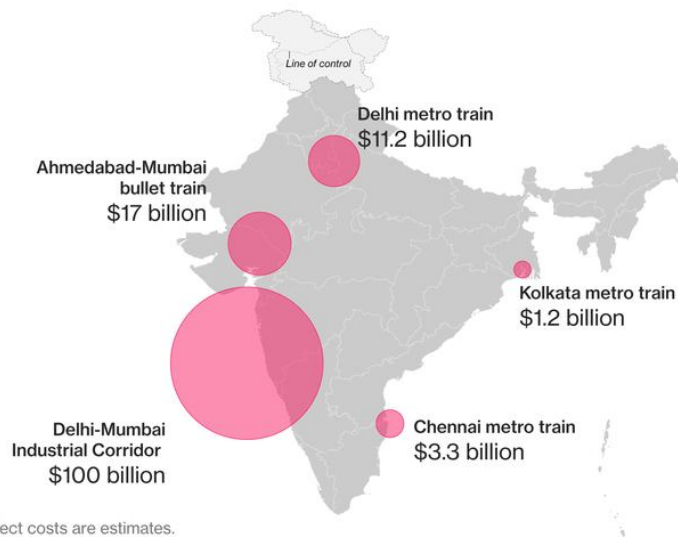 Line of control
Delhi metro train
$11.2 billion
Ahmedabad-Mumbai
bullet train
$17 billion
Kolkata metro train
$1.2 billion
Delhi-Mumbai
Industrial Corridor
$100 billion
Chennai metro train
$3.3 billion
ect costs are estimates.